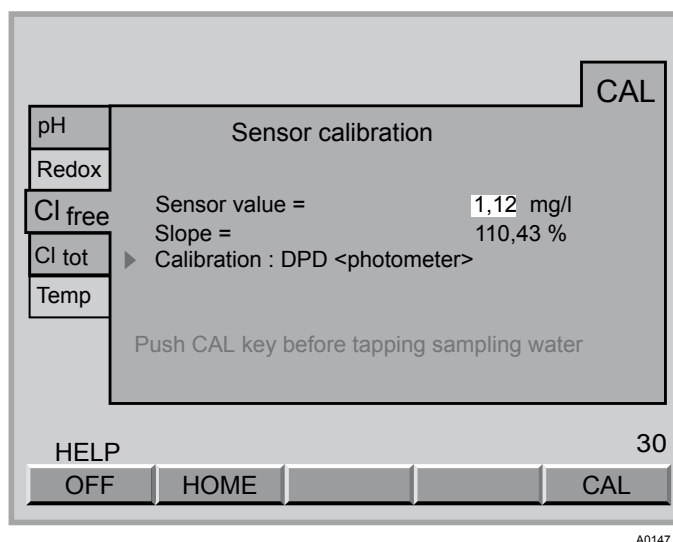 CAL
pH
Sensor calibration
Redox
Cl free
Sensor value = 1,12 mg/l
Slope = 110,43 %
Cl tot
Calibration : DPD <photometer>
Temp
Push CAL key before tapping sampling water
HELP
30
OFF HOME CAL
A0147